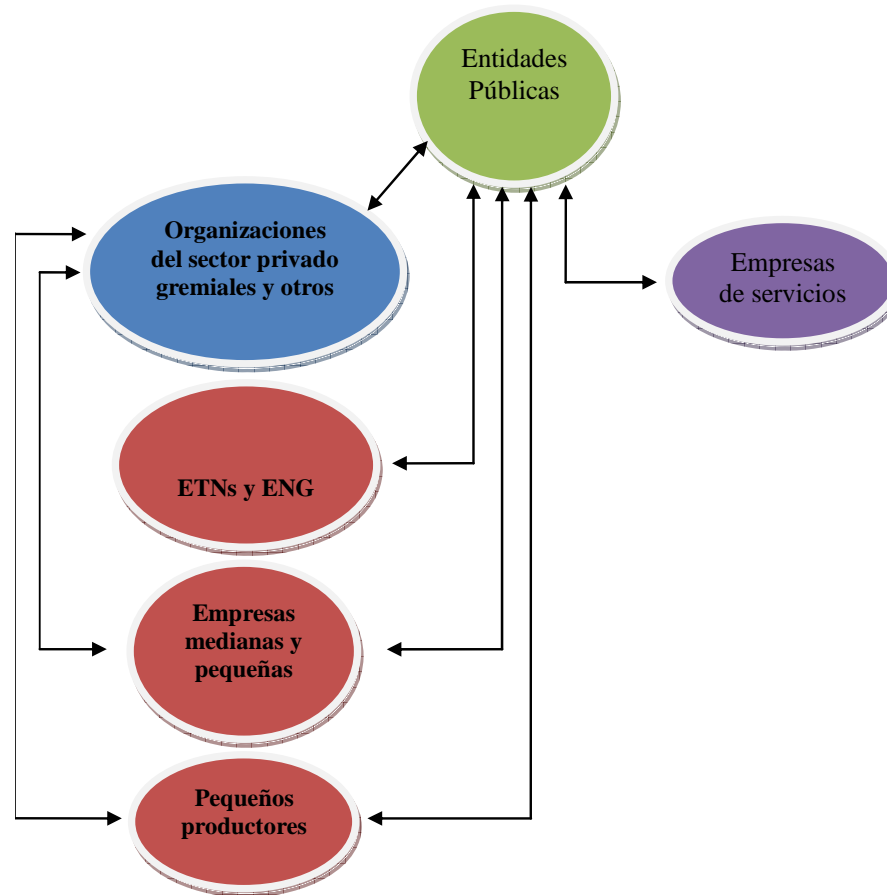 Entidades
Públicas
Organizaciones
del sector privado
gremiales y otros
Empresas
de servicios
ETNs y ENG
Empresas
medianas y
pequeñas
Pequeños
productores